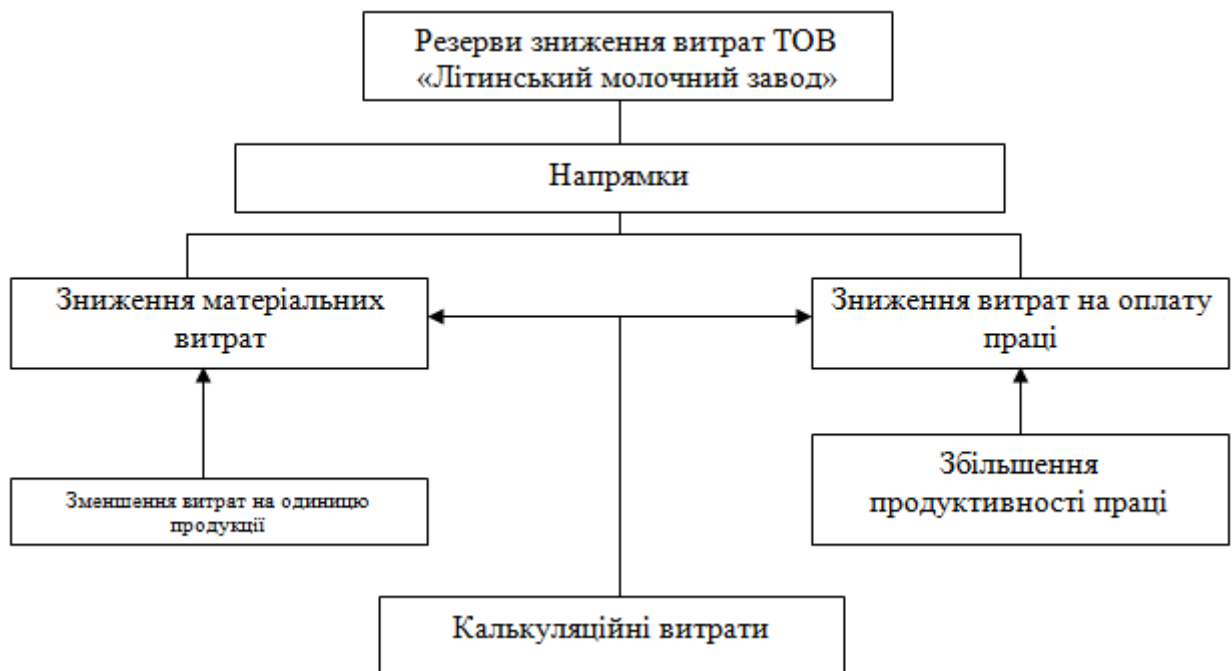 Резерви зниження витрат ТОВ
«Літинський молочний завод»
Напрямки
Зниження матеріальних
витрат
Зниження витрат на оплату
праці
Зменшення витрат на одиницю
продукції
Збільшення
продуктивності праці
Калькуляційні витрати